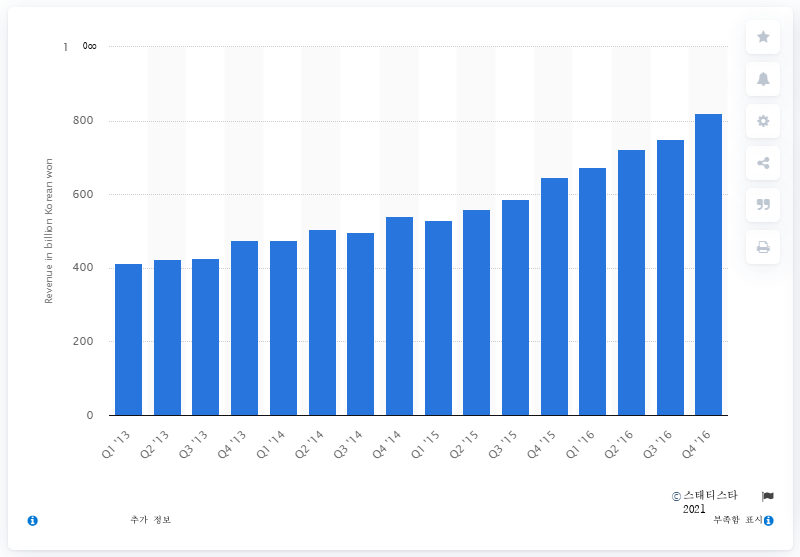 1 000
800
600
400
200
0
Revenue in billion Korean won
Q1 '13
Q2 '13
Q3 '13
Q4 '13
Q1 '14
Q2 '14
Q3 '14
Q4 '14
Q1 '15
Q2 '15
Q3 '15
Q4 '15
Q1 '16
Q2 '16
Q3 '16
Q4 '16
© 스태티스타
2021
추가 정보
부족함 표시